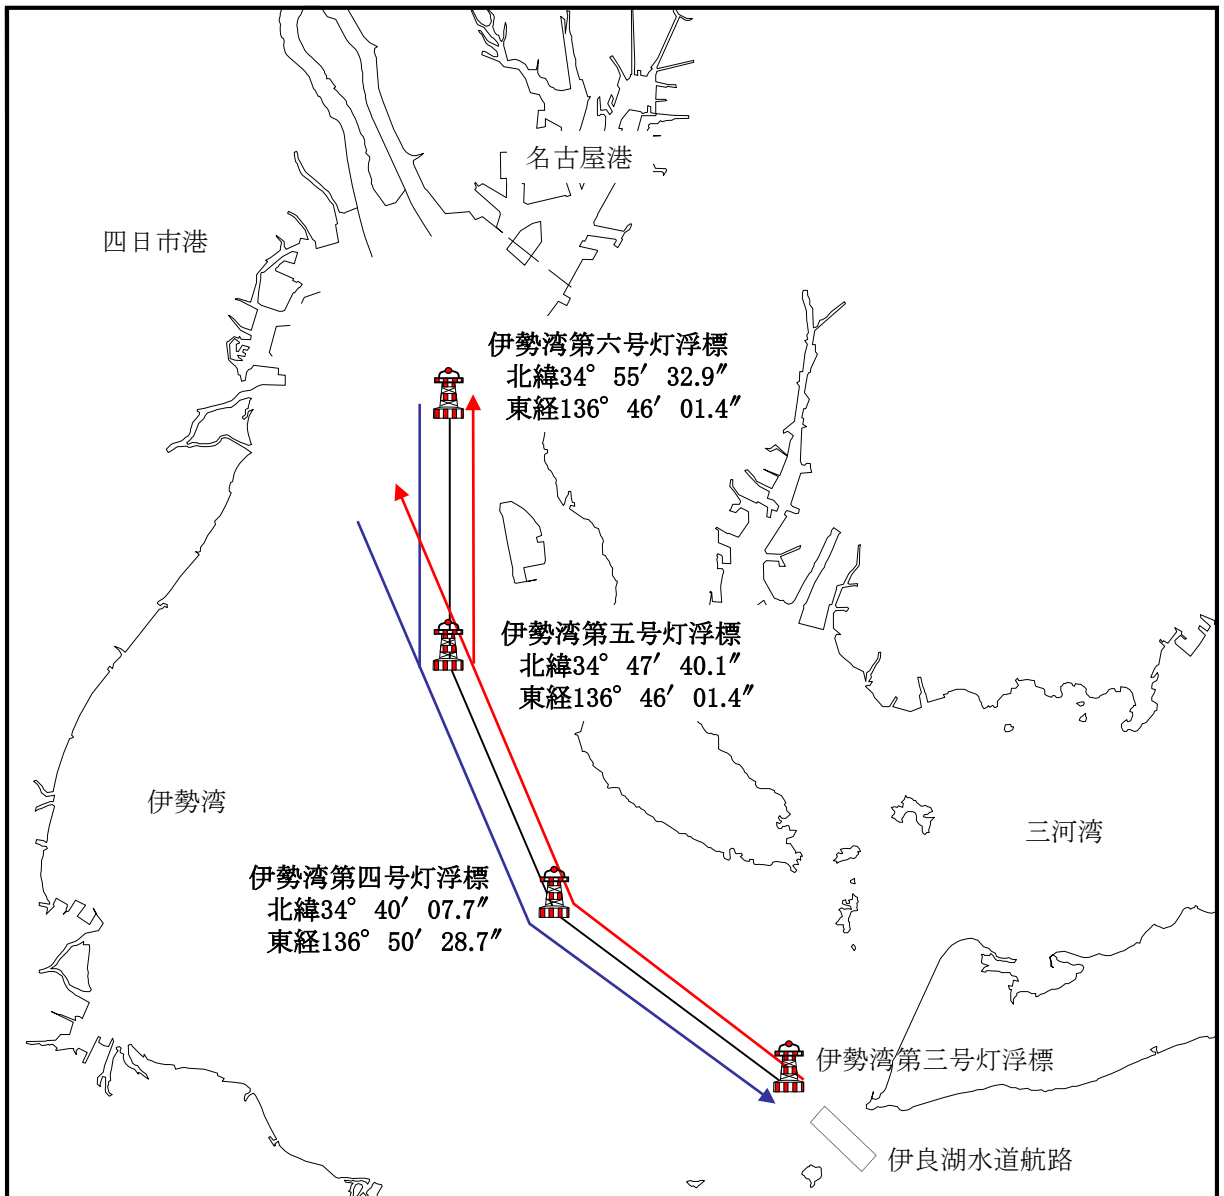 名古屋港
四日市港
伊勢湾第六号灯浮標
北緯34° 55′ 32.9″
東経136° 46′ 01.4″
伊勢湾第五号灯浮標
北緯34° 47′ 40.1″
東経136° 46′ 01.4″
伊勢湾
三河湾
伊勢湾第四号灯浮標
北緯34° 40′ 07.7″
東経136° 50′ 28.7″
伊勢湾第三号灯浮標
伊良湖水道航路